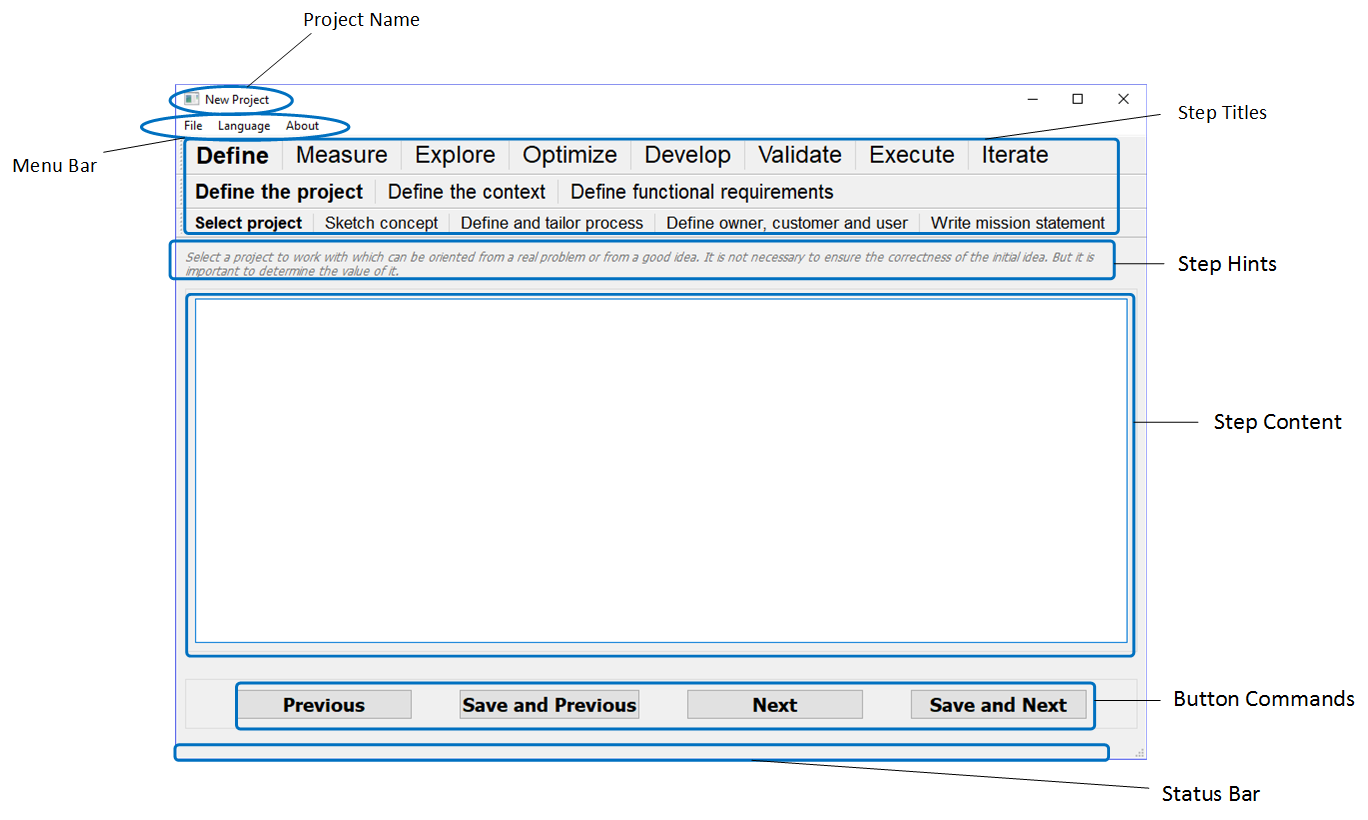 Project Name
New Project
File Language About
Step Titles
Menu Bar
Define Measure Explore Optimize Develop Validate Execute Iterate
Define the project Define the context Define functional requirements
Select project Sketch concept Define and tailor process Define owner, customer and user Write mission statement
Select a project to work with which can be oriented from a real problem or from a good idea. It is not necessary to ensure the correctness of the initial idea. But it is
important to determine the value of it.
Step Hints
Step Content
Previous Save and Previous Next Save and Next
Button Commands
Status Bar